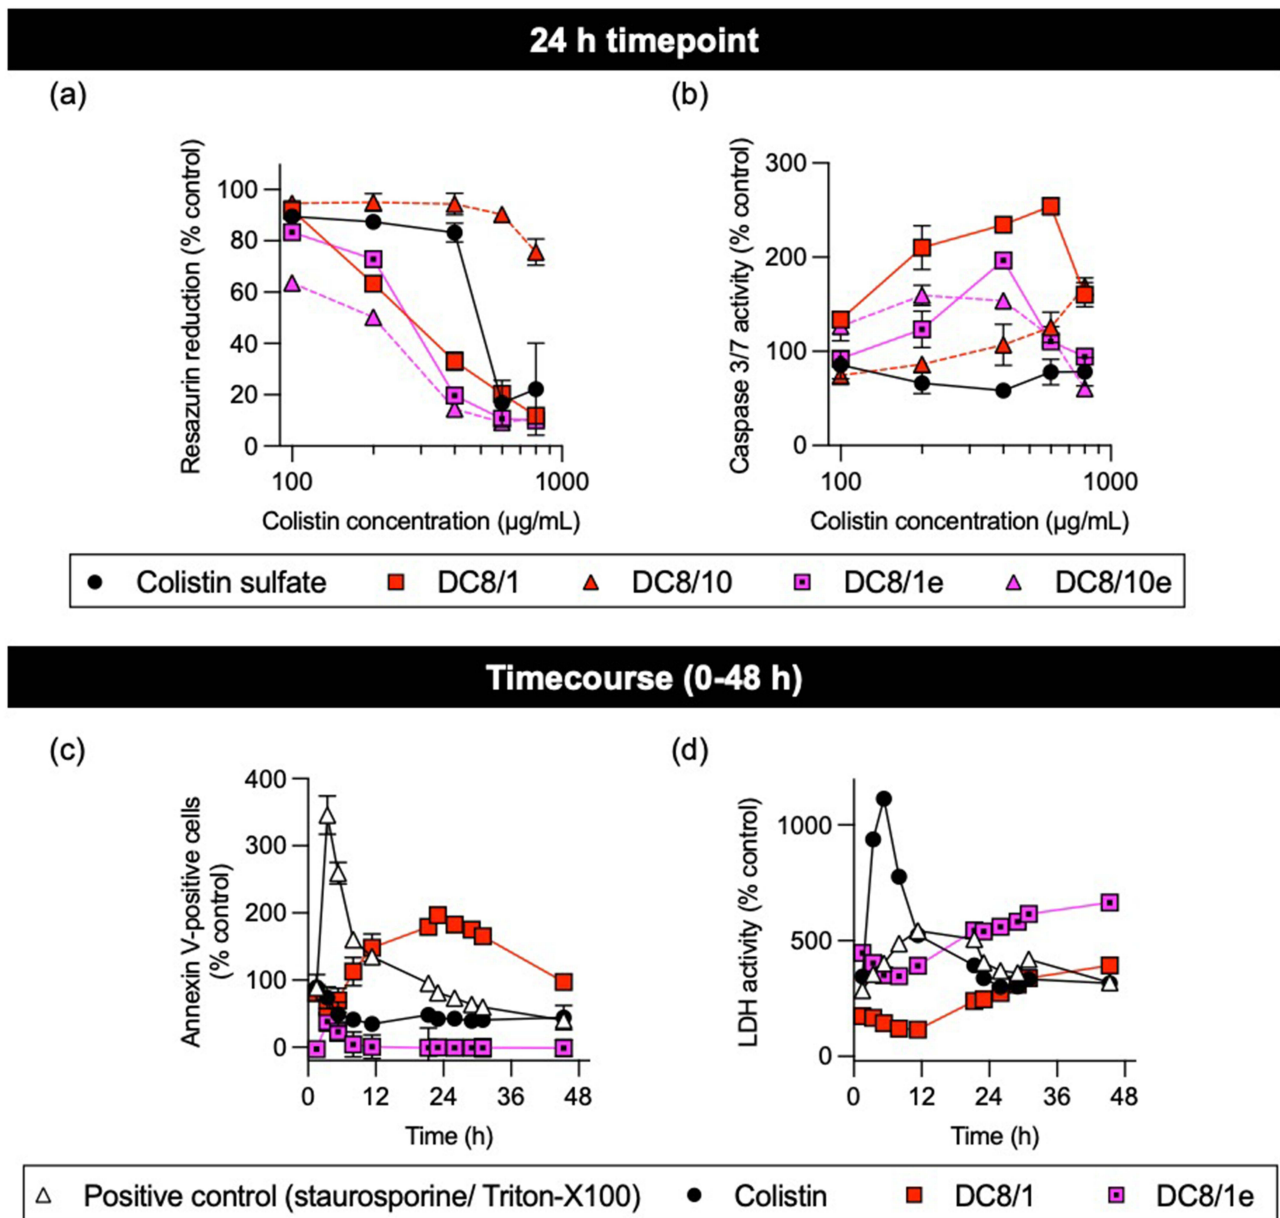 24 h timepoint
(a)
(b)
Resazurin reduction (% control)
100
80
60
40
20
0
100
1000
Colistin concentration (µg/mL)
Caspase 3/7 activity (% control)
300
200
100
0
100
1000
Colistin concentration (µg/mL)
Colistin sulfate DC8/1 DC8/10 DC8/1e DC8/10e
Timecourse (0-48 h)
(c)
(d)
Annexin V-positive cells
(% control)
400
300
200
100
0
0 12 24 36 48
Time (h)
LDH activity (% control)
1000
500
0
0 12 24 36 48
Time (h)
Positive control (staurosporine/ Triton-X100) Colistin DC8/1 DC8/1e